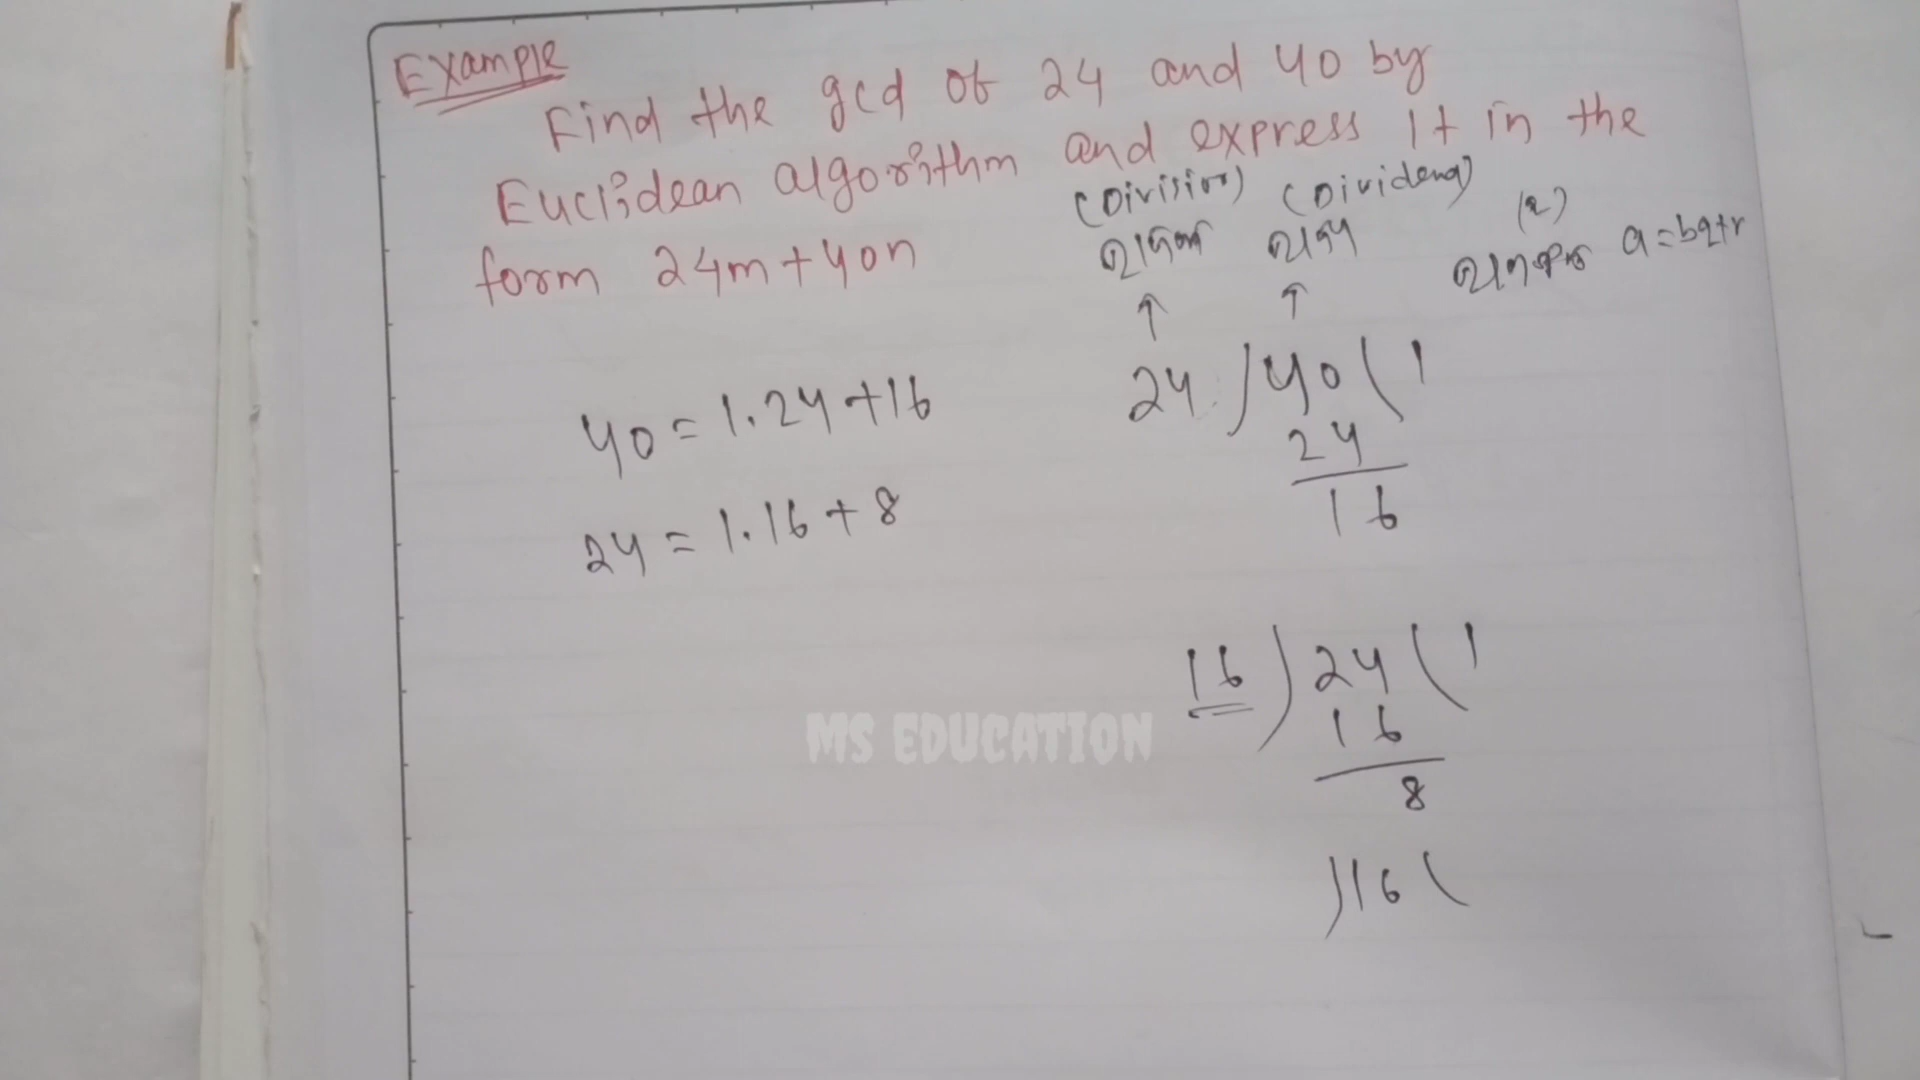 Example
Find the gcd of 24 and 40 by
Euclidean algorithm and express it in the
form 24m+40n
(Division) (Dividend)
(r)
a=bq+r
↑ ↑
40 = 1.24+16
24 )40( 1
24
16
24 = 1.16 + 8
16 )24( 1
16
8
)16(
MS EDUCATION